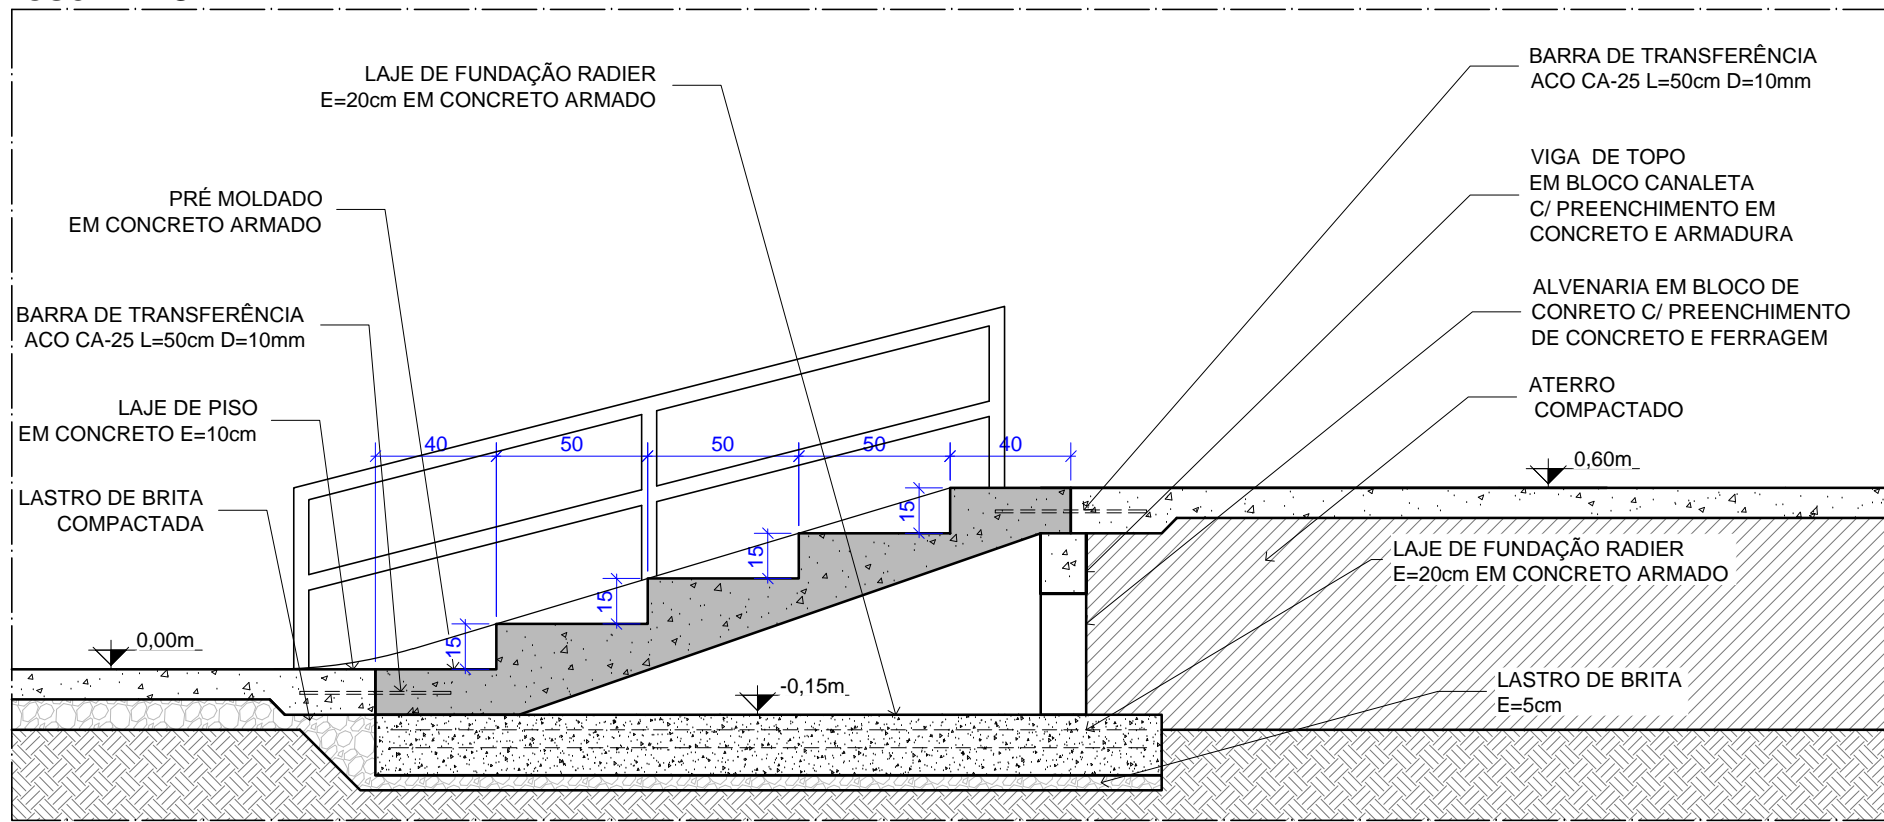 LAJE DE FUNDAÇÃO RADIER
E=20cm EM CONCRETO ARMADO
BARRA DE TRANSFERÊNCIA
ACO CA-25 L=50cm D=10mm
PRÉ MOLDADO
EM CONCRETO ARMADO
VIGA DE TOPO
EM BLOCO CANALETA
C/ PREENCHIMENTO EM
CONCRETO E ARMADURA
BARRA DE TRANSFERÊNCIA
ACO CA-25 L=50cm D=10mm
ALVENARIA EM BLOCO DE
CONRETO C/ PREENCHIMENTO
DE CONCRETO E FERRAGEM
LAJE DE PISO
EM CONCRETO E=10cm
ATERRO
COMPACTADO
40 50 50 50 40
LASTRO DE BRITA
COMPACTADA
0,60m
15
15
15
15
LAJE DE FUNDAÇÃO RADIER
E=20cm EM CONCRETO ARMADO
0,00m
-0,15m
LASTRO DE BRITA
E=5cm